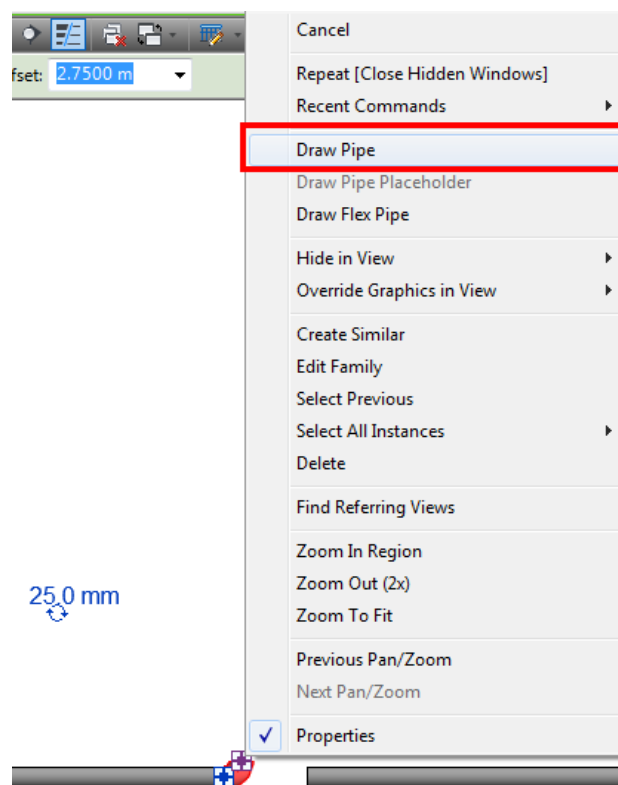 fset: 2.7500 m
Cancel
Repeat [Close Hidden Windows]
Recent Commands
Draw Pipe
Draw Pipe Placeholder
Draw Flex Pipe
Hide in View
Override Graphics in View
Create Similar
Edit Family
Select Previous
Select All Instances
Delete
Find Referring Views
Zoom In Region
Zoom Out (2x)
Zoom To Fit
Previous Pan/Zoom
Next Pan/Zoom
Properties
25.0 mm